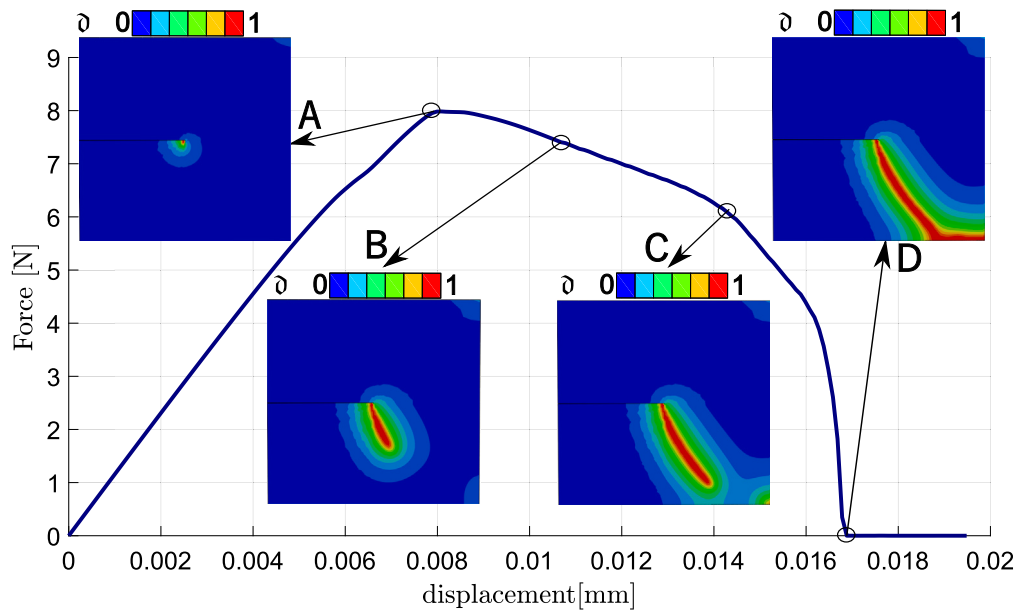 𝔡 0 1
𝔡 0 1
9
8
A
7
6
B
C
D
Force [N]
5
𝔡 0 1
𝔡 0 1
4
3
2
1
0
0 0.002 0.004 0.006 0.008 0.01 0.012 0.014 0.016 0.018 0.02
displacement[mm]